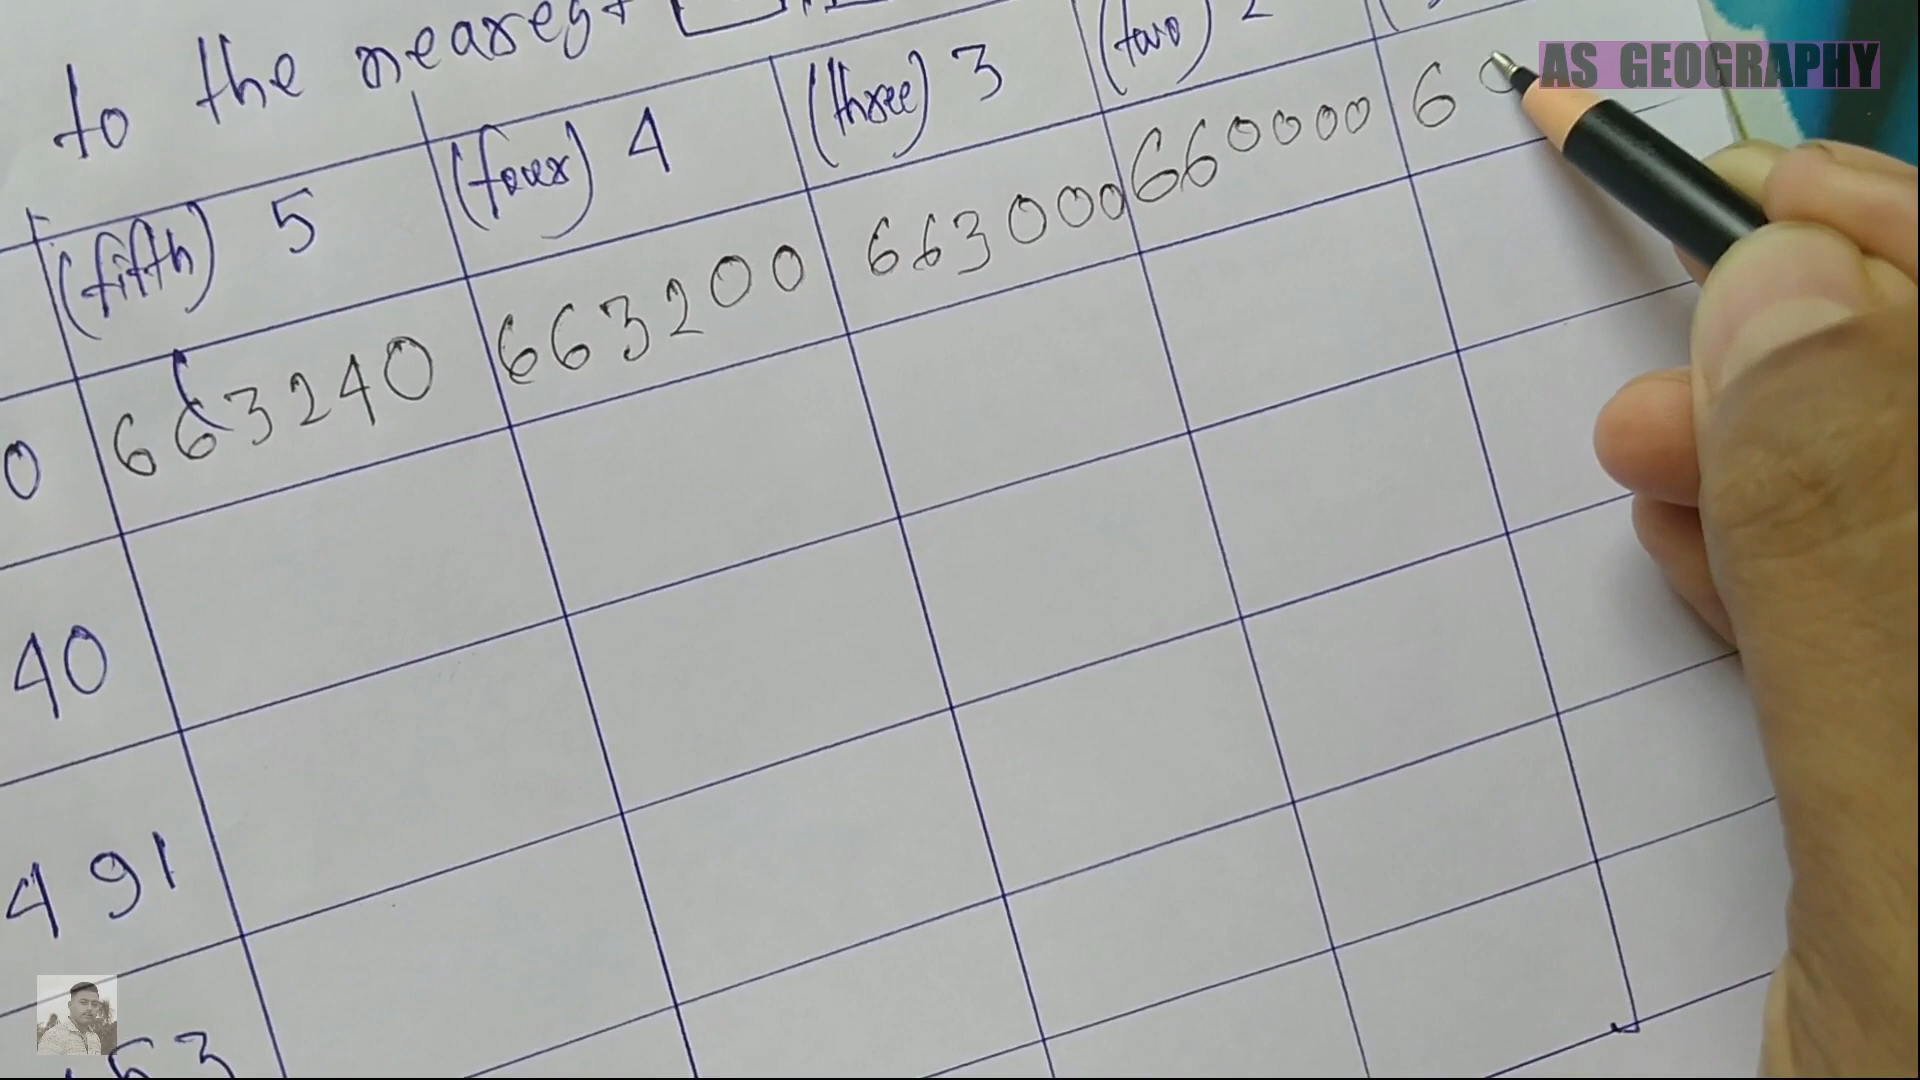 to the nearest
(fifth) 5 (four) 4 (three) 3 (two) 2
0 663240 663200 663000 660000 6
40
491
53
AS GEOGRAPHY